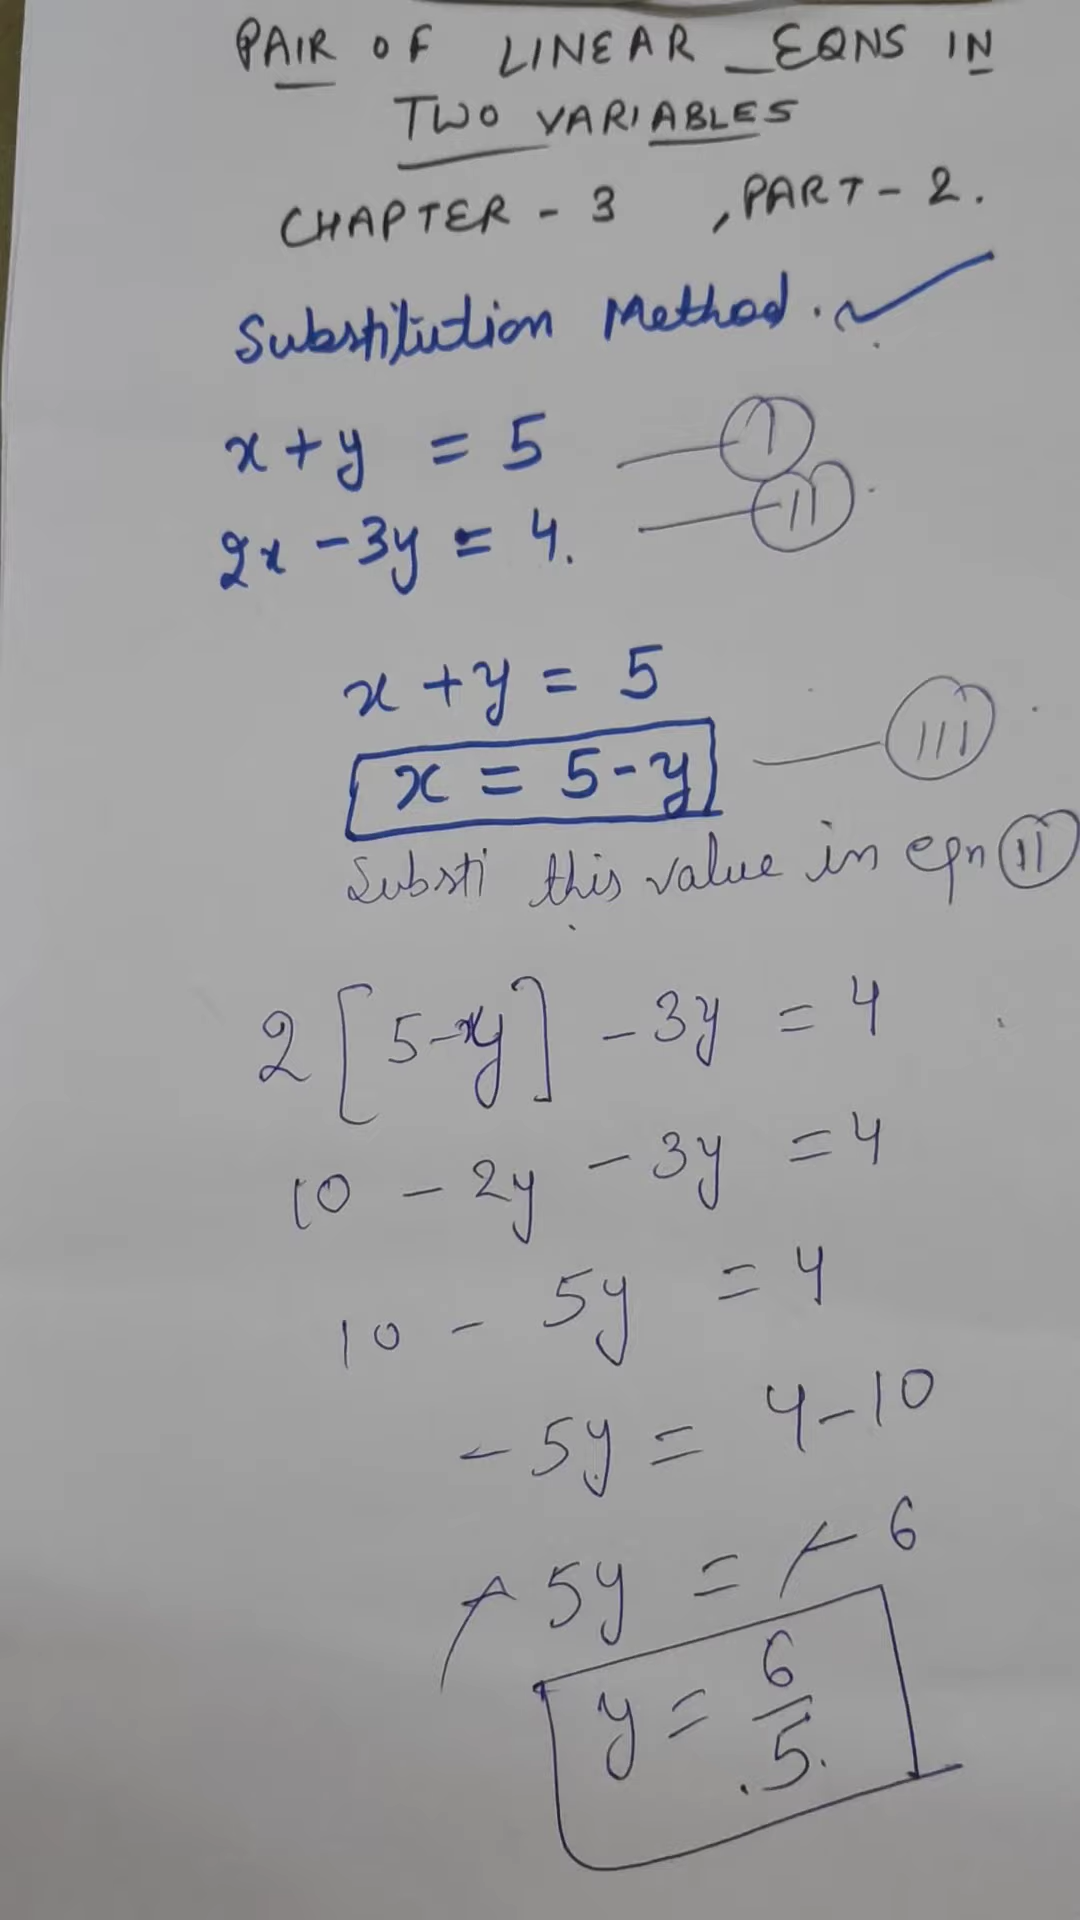 PAIR OF LINEAR EQNS IN
TWO VARIABLES
CHAPTER - 3 , PART - 2.
Substitution Method.
x + y = 5 — I
2x - 3y = 4. — II
x + y = 5
x = 5 - y — III
Substi this value in eqn II
2 [ 5 - y ] - 3y = 4
10 - 2y - 3y = 4
10 - 5y = 4
- 5y = 4 - 10
- 5y = - 6
y = 6/5.